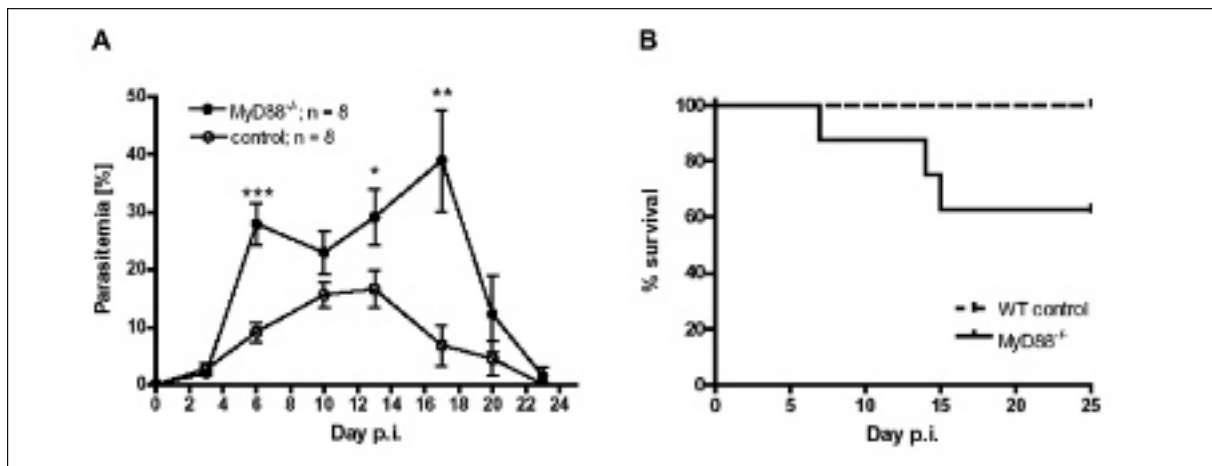 A
MyD88-/-; n = 8
control; n = 8
***
*
**
50
40
30
20
10
0
Parasitemia [%]
0 2 4 6 8 10 12 14 16 18 20 22 24
Day p.i.
B
100
80
60
40
20
0
% survival
WT control
MyD88-/-
0 5 10 15 20 25
Day p.i.